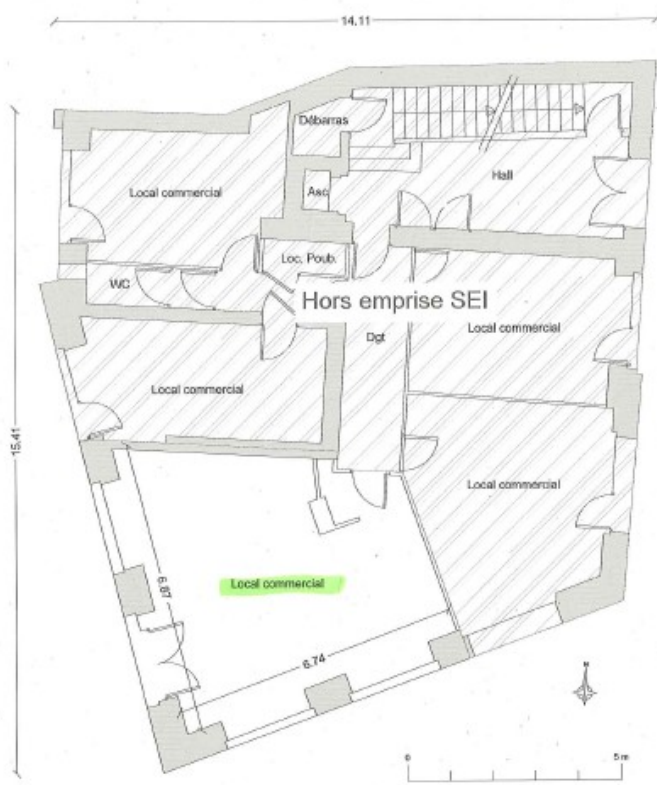 14.11
Débarras
Local commercial
Hall
Asc
Loc. Poub.
WC
Hors emprise SEI
Local commercial
Dgt
Local commercial
15.41
Local commercial
6.87
Local commercial
6.74
N
0
5 m